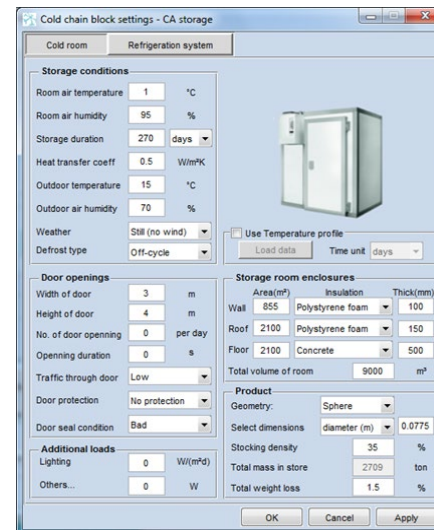 Cold chain block settings - CA storage
Cold room Refrigeration system
Storage conditions
Room air temperature 1 °C
Room air humidity 95 %
Storage duration 270 days
Heat transfer coeff 0.5 W/m²K
Outdoor temperature 15 °C
Outdoor air humidity 70 %
Weather Still (no wind)
Defrost type Off-cycle
Use Temperature profile
Load data Time unit days
Door openings
Width of door 3 m
Height of door 4 m
No. of door openning 0 per day
Openning duration 0 s
Traffic through door Low
Door protection No protection
Door seal condition Bad
Additional loads
Lighting 0 W/(m²d)
Others... 0 W
Storage room enclosures
Area(m²) Insulation Thick(mm)
Wall 855 Polystyrene foam 100
Roof 2100 Polystyrene foam 150
Floor 2100 Concrete 500
Total volume of room 9000 m³
Product
Geometry: Sphere
Select dimensions diameter (m) 0.0775
Stocking density 35 %
Total mass in store 2709 ton
Total weight loss 1.5 %
OK Cancel Apply